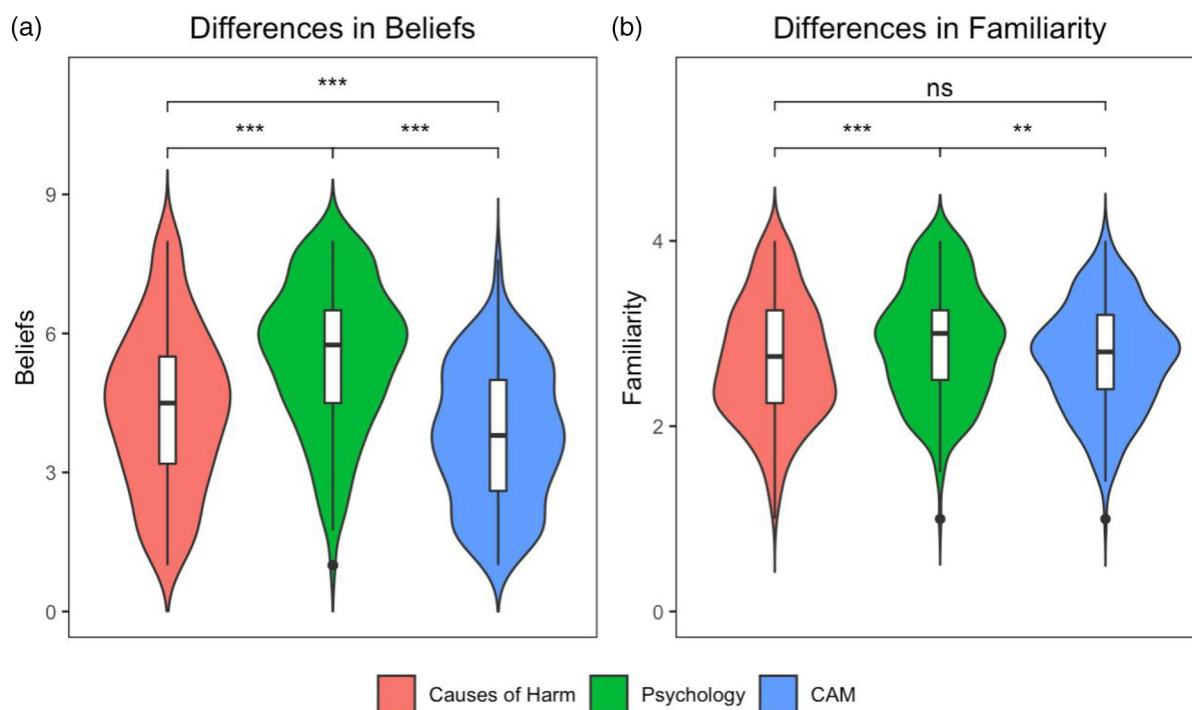 (a) Differences in Beliefs
***
*** ***
9
6
3
0
Beliefs
(b) Differences in Familiarity
ns
*** **
4
2
0
Familiarity
Causes of Harm Psychology CAM